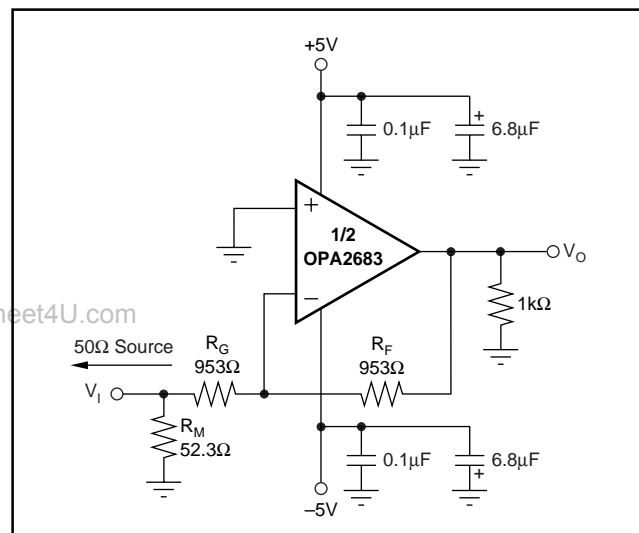 +5V
+
0.1μF
6.8μF
+
1/2
OPA2683
V_O
−
1kΩ
neet4U.com
50Ω Source
R_G
953Ω
R_F
953Ω
V_I
R_M
52.3Ω
0.1μF
6.8μF
+
−5V